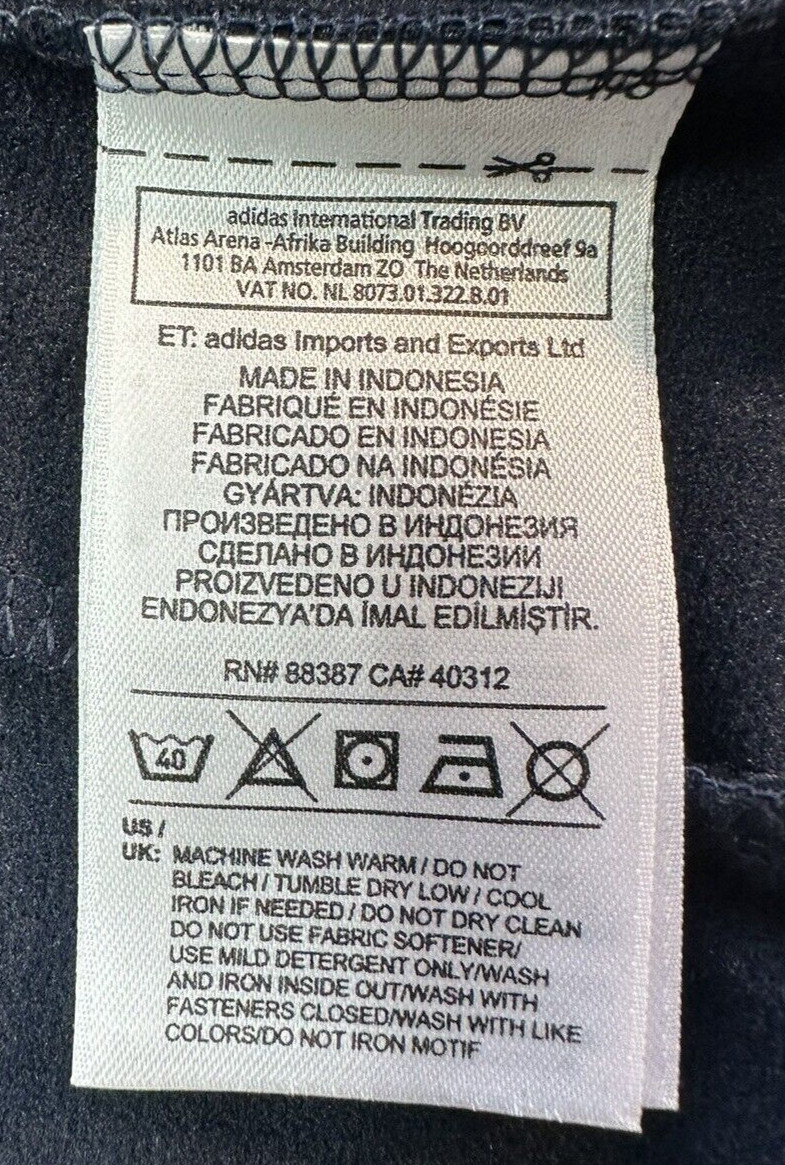 adidas International Trading BV
Atlas Arena-Afrika Building Hoogoorddreef 9a
1101 BA Amsterdam ZO The Netherlands
VAT NO. NL 8073.01.322.B.01
ET: adidas Imports and Exports Ltd
MADE IN INDONESIA
FABRIQUÉ EN INDONÉSIE
FABRICADO EN INDONESIA
FABRICADO NA INDONÉSIA
GYÁRTVA: INDONÉZIA
ПРОИЗВЕДЕНО В ИНДОНЕЗИЯ
СДЕЛАНО В ИНДОНЕЗИИ
PROIZVEDENO U INDONEZIJI
ENDONEZYA'DA İMAL EDİLMİŞTİR.
RN# 88387 CA# 40312
40
US /
UK: MACHINE WASH WARM / DO NOT
BLEACH / TUMBLE DRY LOW / COOL
IRON IF NEEDED / DO NOT DRY CLEAN
DO NOT USE FABRIC SOFTENER/
USE MILD DETERGENT ONLY/WASH
AND IRON INSIDE OUT/WASH WITH
FASTENERS CLOSED/WASH WITH LIKE
COLORS/DO NOT IRON MOTIF